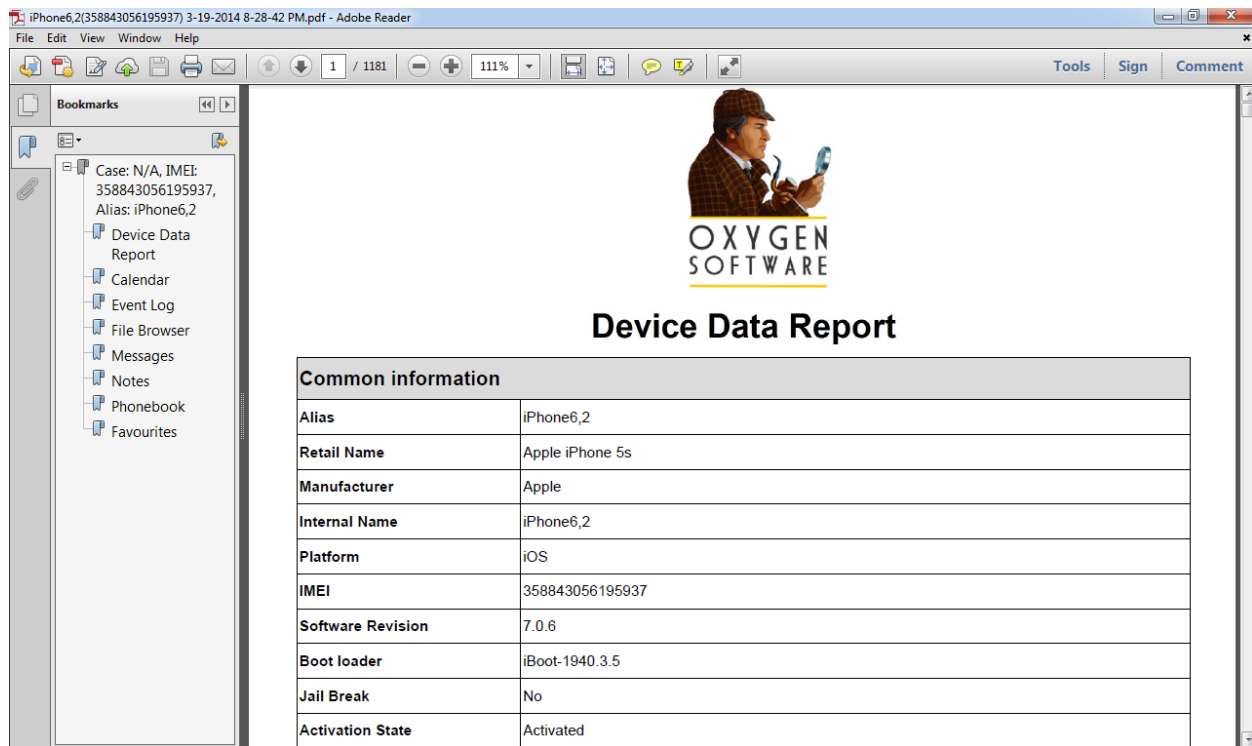 iPhone6,2(358843056195937) 3-19-2014 8-28-42 PM.pdf - Adobe Reader
File Edit View Window Help
1 / 1181 111% Tools Sign Comment
Bookmarks
Case: N/A, IMEI:
358843056195937,
Alias: iPhone6,2
Device Data
Report
Calendar
Event Log
File Browser
Messages
Notes
Phonebook
Favourites
OXYGEN
SOFTWARE
Device Data Report
Common information
Alias iPhone6,2
Retail Name Apple iPhone 5s
Manufacturer Apple
Internal Name iPhone6,2
Platform iOS
IMEI 358843056195937
Software Revision 7.0.6
Boot loader iBoot-1940.3.5
Jail Break No
Activation State Activated